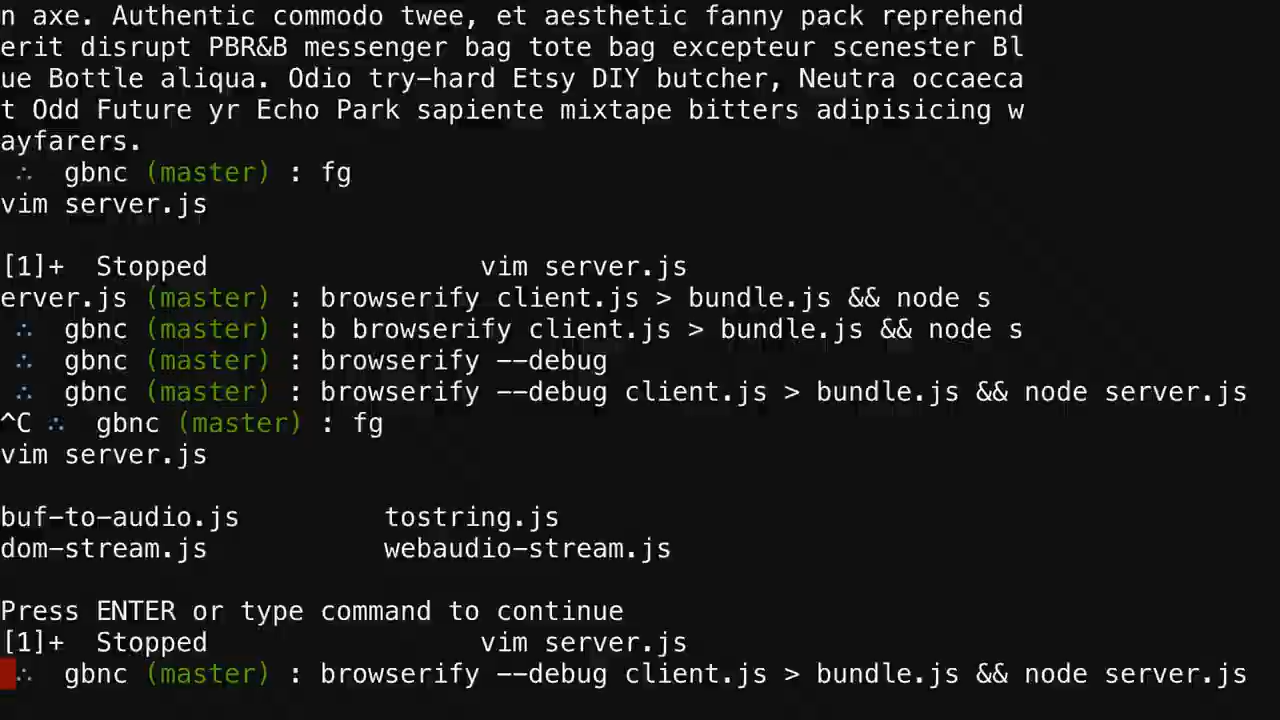 n axe. Authentic commodo twee, et aesthetic fanny pack reprehend
erit disrupt PBR&B messenger bag tote bag excepteur scenester Bl
ue Bottle aliqua. Odio try-hard Etsy DIY butcher, Neutra occaeca
t Odd Future yr Echo Park sapiente mixtape bitters adipisicing w
ayfarers.
∴  gbnc (master) : fg
vim server.js
[1]+  Stopped                 vim server.js
erver.js (master) : browserify client.js > bundle.js && node s
∴  gbnc (master) : b browserify client.js > bundle.js && node s
∴  gbnc (master) : browserify --debug
∴  gbnc (master) : browserify --debug client.js > bundle.js && node server.js
^C ∴  gbnc (master) : fg
vim server.js
buf-to-audio.js         tostring.js
dom-stream.js           webaudio-stream.js
Press ENTER or type command to continue
[1]+  Stopped                 vim server.js
∴  gbnc (master) : browserify --debug client.js > bundle.js && node server.js